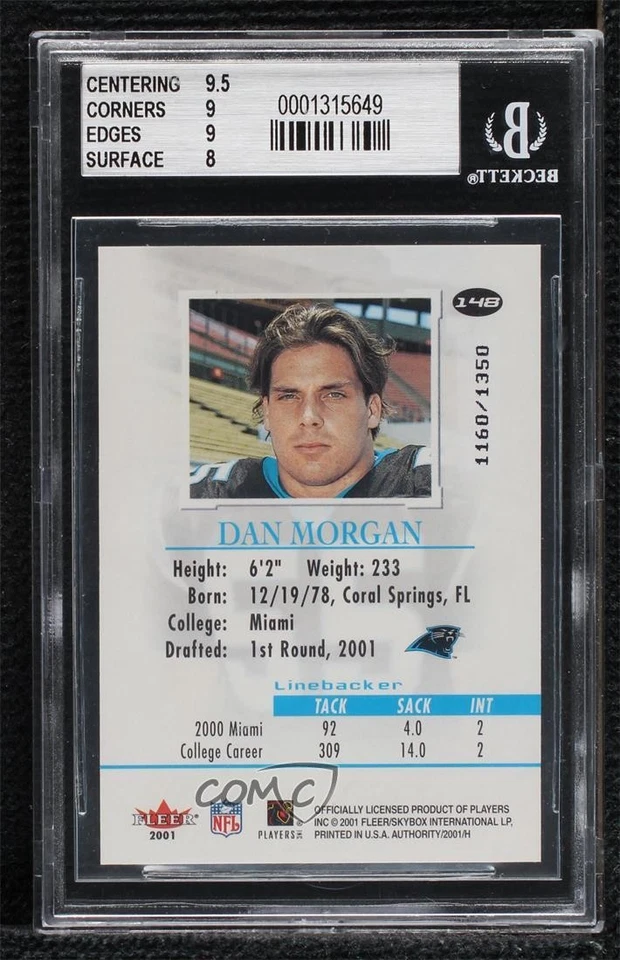 CENTERING 9.5
CORNERS 9
EDGES 9
SURFACE 8
0001315649
BECKETT®
148
1160/1350
DAN MORGAN
Height: 6'2" Weight: 233
Born: 12/19/78, Coral Springs, FL
College: Miami
Drafted: 1st Round, 2001
Linebacker
TACK SACK INT
2000 Miami 92 4.0 2
College Career 309 14.0 2
COMC
FLEER
2001
NFL
PLAYERS INC
OFFICIALLY LICENSED PRODUCT OF PLAYERS
INC © 2001 FLEER/SKYBOX INTERNATIONAL LP,
PRINTED IN U.S.A. AUTHORITY/2001/H